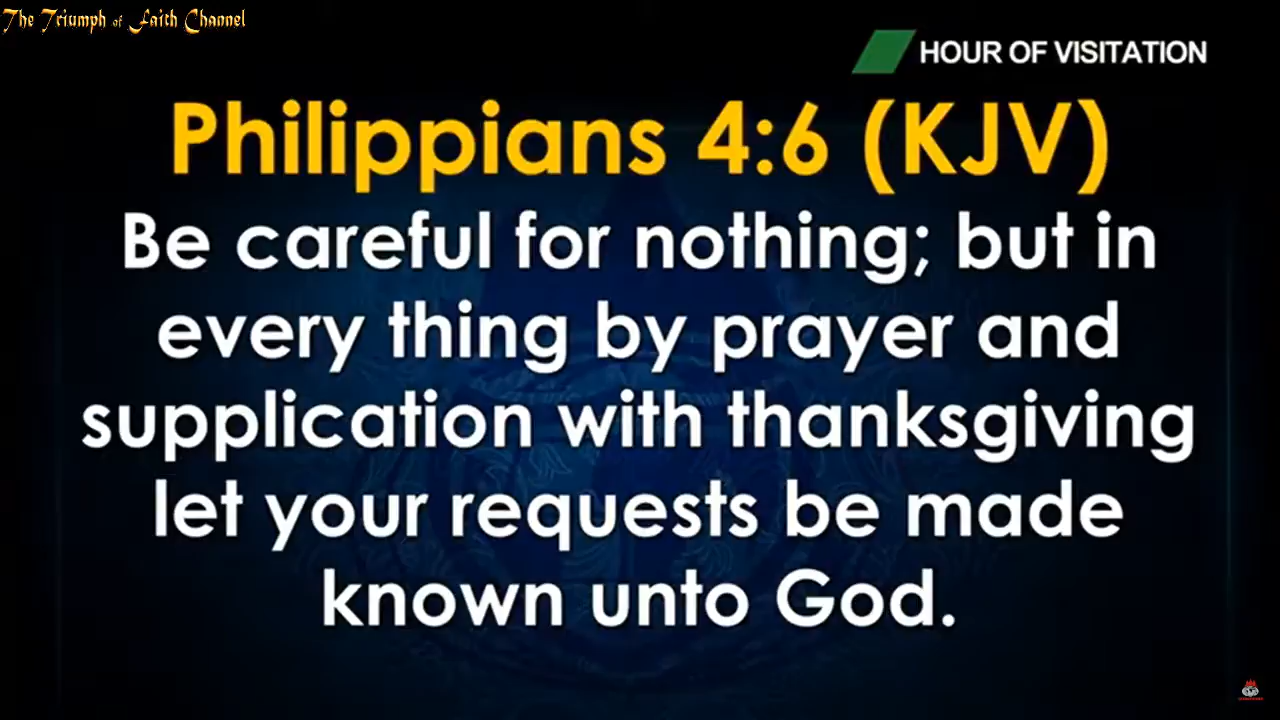 The Triumph of Faith Channel
HOUR OF VISITATION
Philippians 4:6 (KJV)
Be careful for nothing; but in
every thing by prayer and
supplication with thanksgiving
let your requests be made
known unto God.